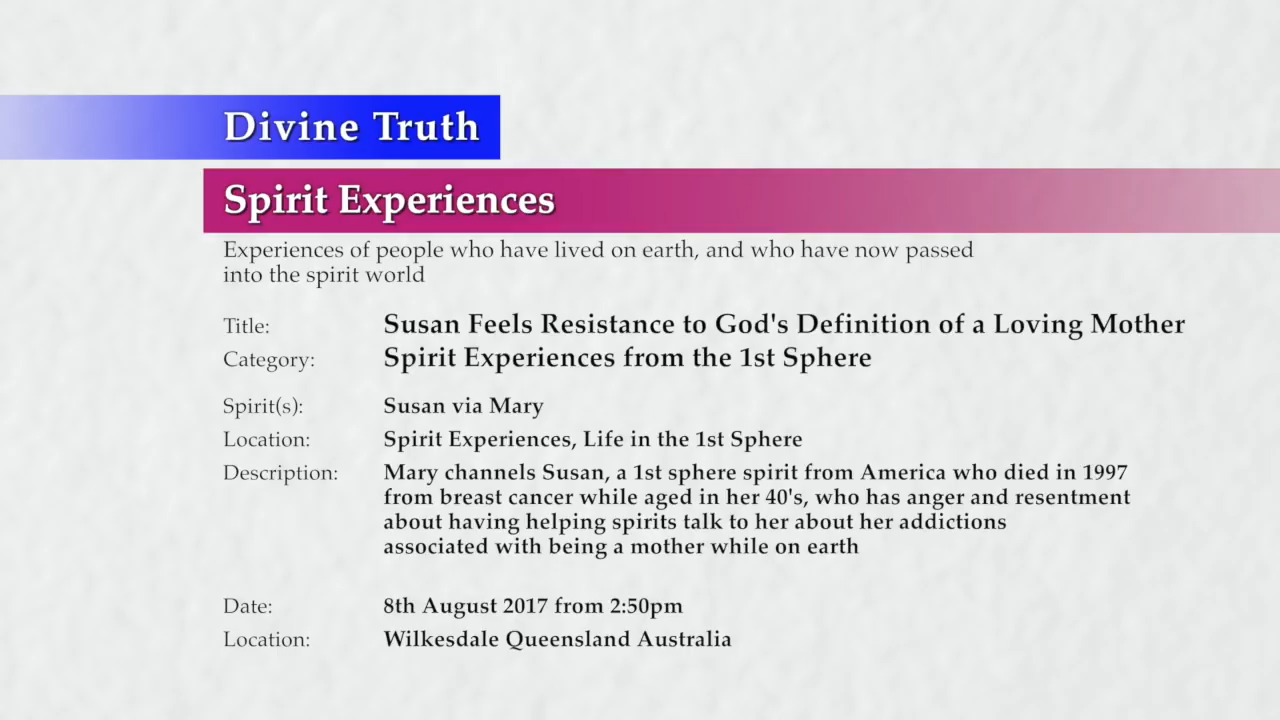 Divine Truth
Spirit Experiences
Experiences of people who have lived on earth, and who have now passed
into the spirit world
Title: Susan Feels Resistance to God's Definition of a Loving Mother
Category: Spirit Experiences from the 1st Sphere
Spirit(s): Susan via Mary
Location: Spirit Experiences, Life in the 1st Sphere
Description: Mary channels Susan, a 1st sphere spirit from America who died in 1997
from breast cancer while aged in her 40's, who has anger and resentment
about having helping spirits talk to her about her addictions
associated with being a mother while on earth
Date: 8th August 2017 from 2:50pm
Location: Wilkesdale Queensland Australia